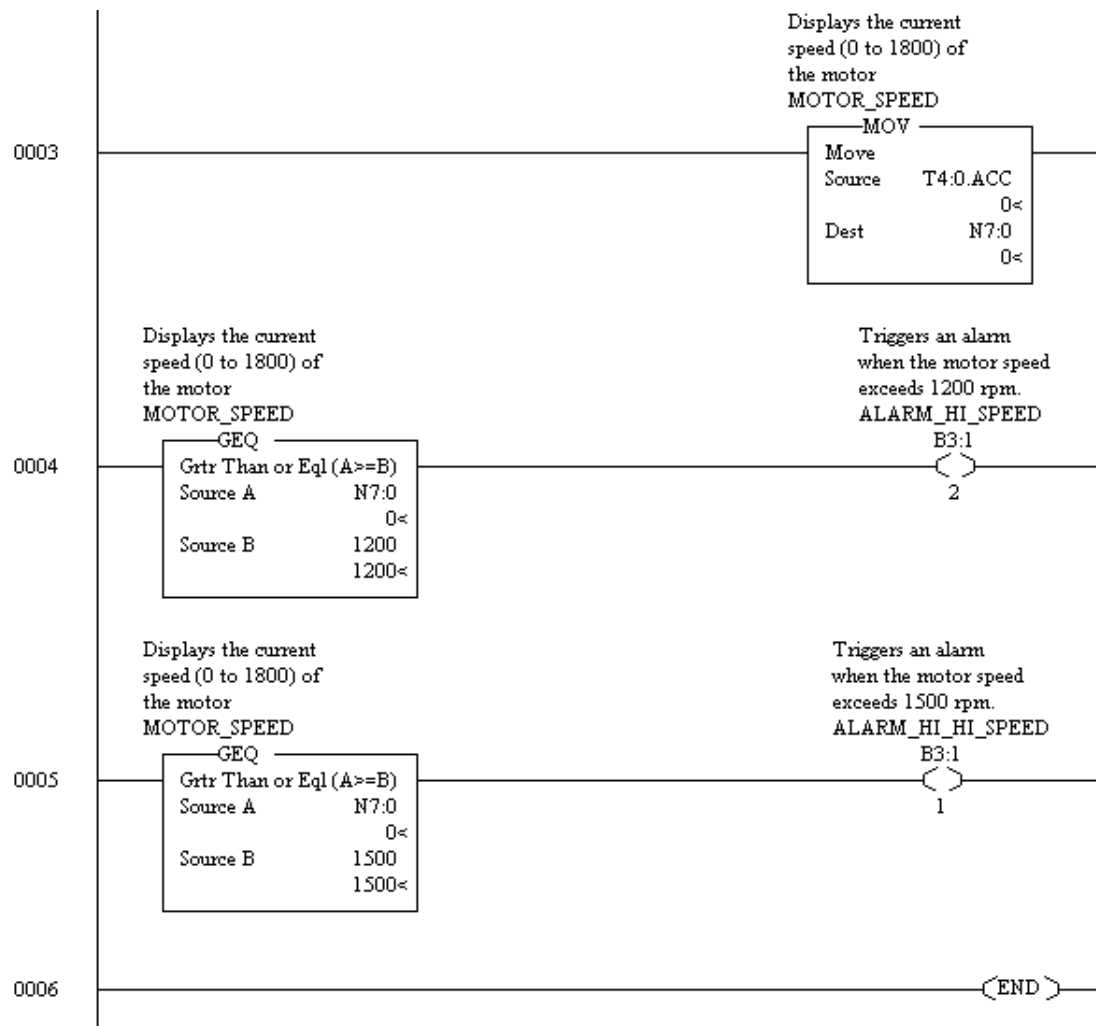 Displays the current
speed (0 to 1800) of
the motor
MOTOR_SPEED
MOV
0003
Move
Source T4:0.ACC
0<
Dest N7:0
0<
Displays the current
speed (0 to 1800) of
the motor
MOTOR_SPEED
GEQ
Triggers an alarm
when the motor speed
exceeds 1200 rpm.
ALARM_HI_SPEED
B3:1
0004
Grtr Than or Eql (A>=B)
Source A N7:0
0<
Source B 1200
1200<
2
Displays the current
speed (0 to 1800) of
the motor
MOTOR_SPEED
GEQ
Triggers an alarm
when the motor speed
exceeds 1500 rpm.
ALARM_HI_HI_SPEED
B3:1
0005
Grtr Than or Eql (A>=B)
Source A N7:0
0<
Source B 1500
1500<
1
0006
END